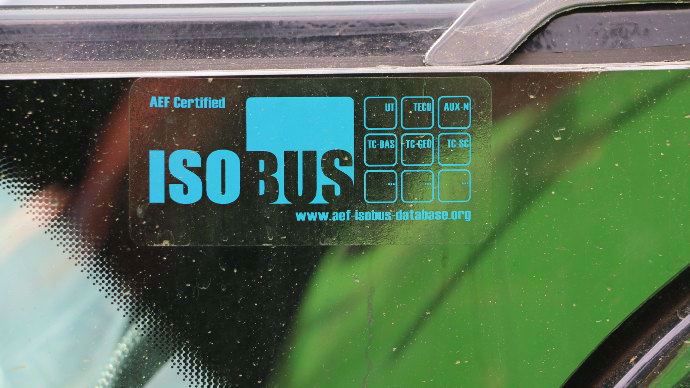 AEF Certified
ISOBUS
UT TECU AUX-N
TC-BAS TC-GEO TC-SC
... ... ...
www.aef-isobus-database.org